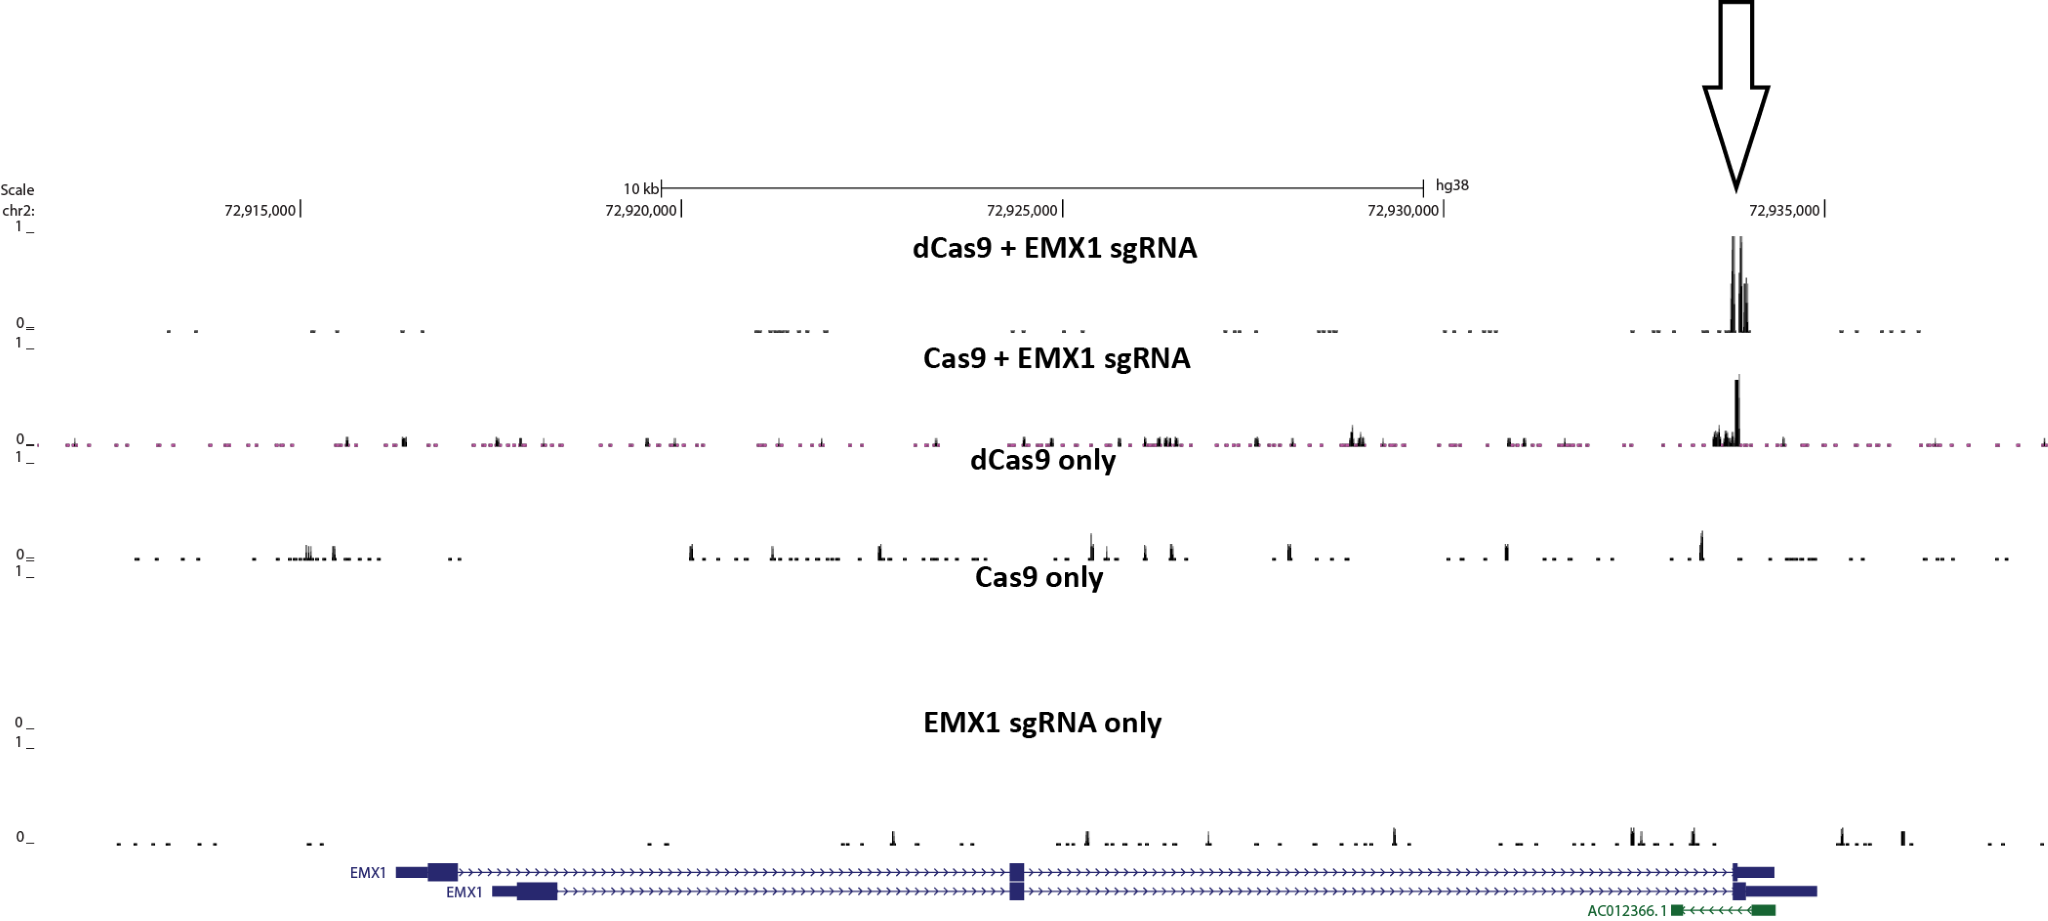 Scale 10 kb hg38
chr2: 72,915,000 72,920,000 72,925,000 72,930,000 72,935,000
1
dCas9 + EMX1 sgRNA
0
1
Cas9 + EMX1 sgRNA
0
1
dCas9 only
0
1
Cas9 only
0
1
EMX1 sgRNA only
0
EMX1
EMX1
AC012366.1